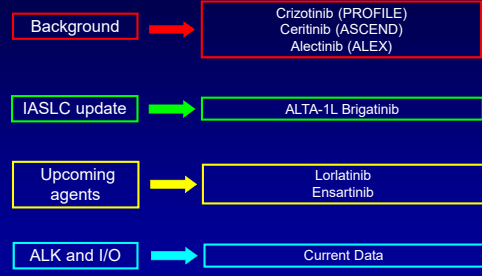 Background
Crizotinib (PROFILE)
Ceritinib (ASCEND)
Alectinib (ALEX)
IASLC update
ALTA-1L Brigatinib
Upcoming
agents
Lorlatinib
Ensartinib
ALK and I/O
Current Data